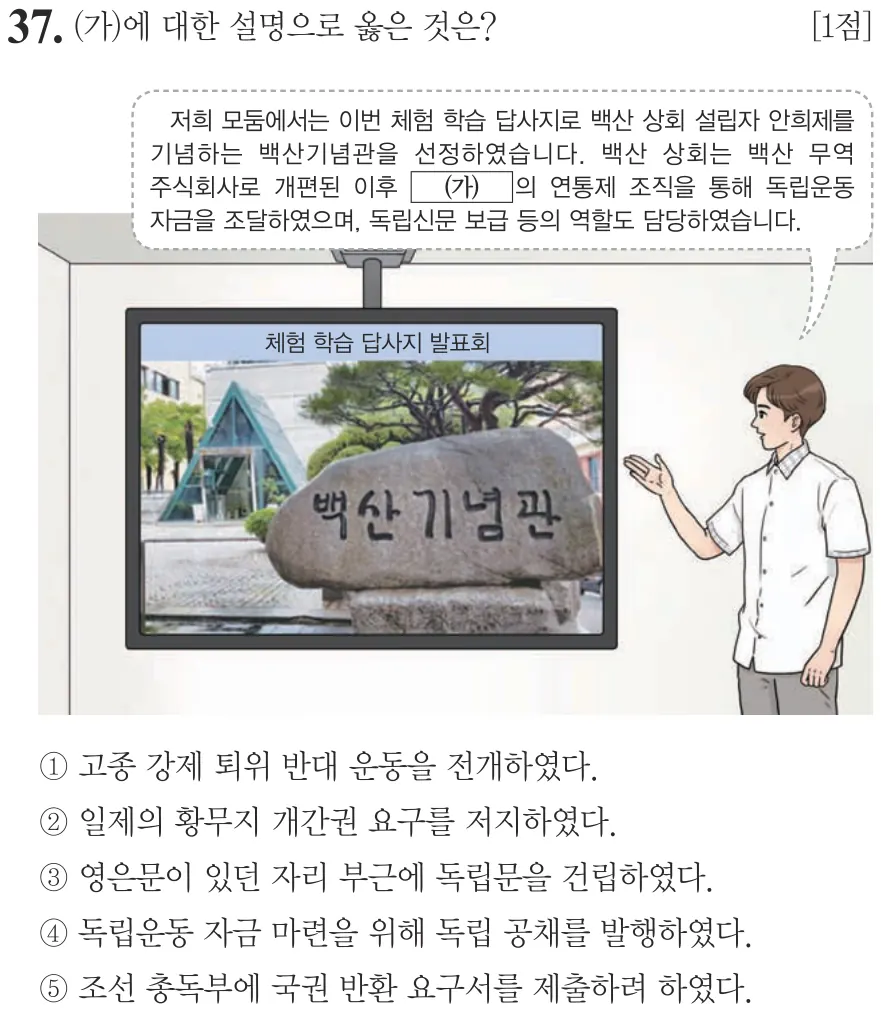 37. (가)에 대한 설명으로 옳은 것은? [1점]
저희 모둠에서는 이번 체험 학습 답사지로 백산 상회 설립자 안희제를
기념하는 백산기념관을 선정하였습니다. 백산 상회는 백산 무역
주식회사로 개편된 이후 (가) 의 연통제 조직을 통해 독립운동
자금을 조달하였으며, 독립신문 보급 등의 역할도 담당하였습니다.
체험 학습 답사지 발표회
백산기념관
① 고종 강제 퇴위 반대 운동을 전개하였다.
② 일제의 황무지 개간권 요구를 저지하였다.
③ 영은문이 있던 자리 부근에 독립문을 건립하였다.
④ 독립운동 자금 마련을 위해 독립 공채를 발행하였다.
⑤ 조선 총독부에 국권 반환 요구서를 제출하려 하였다.